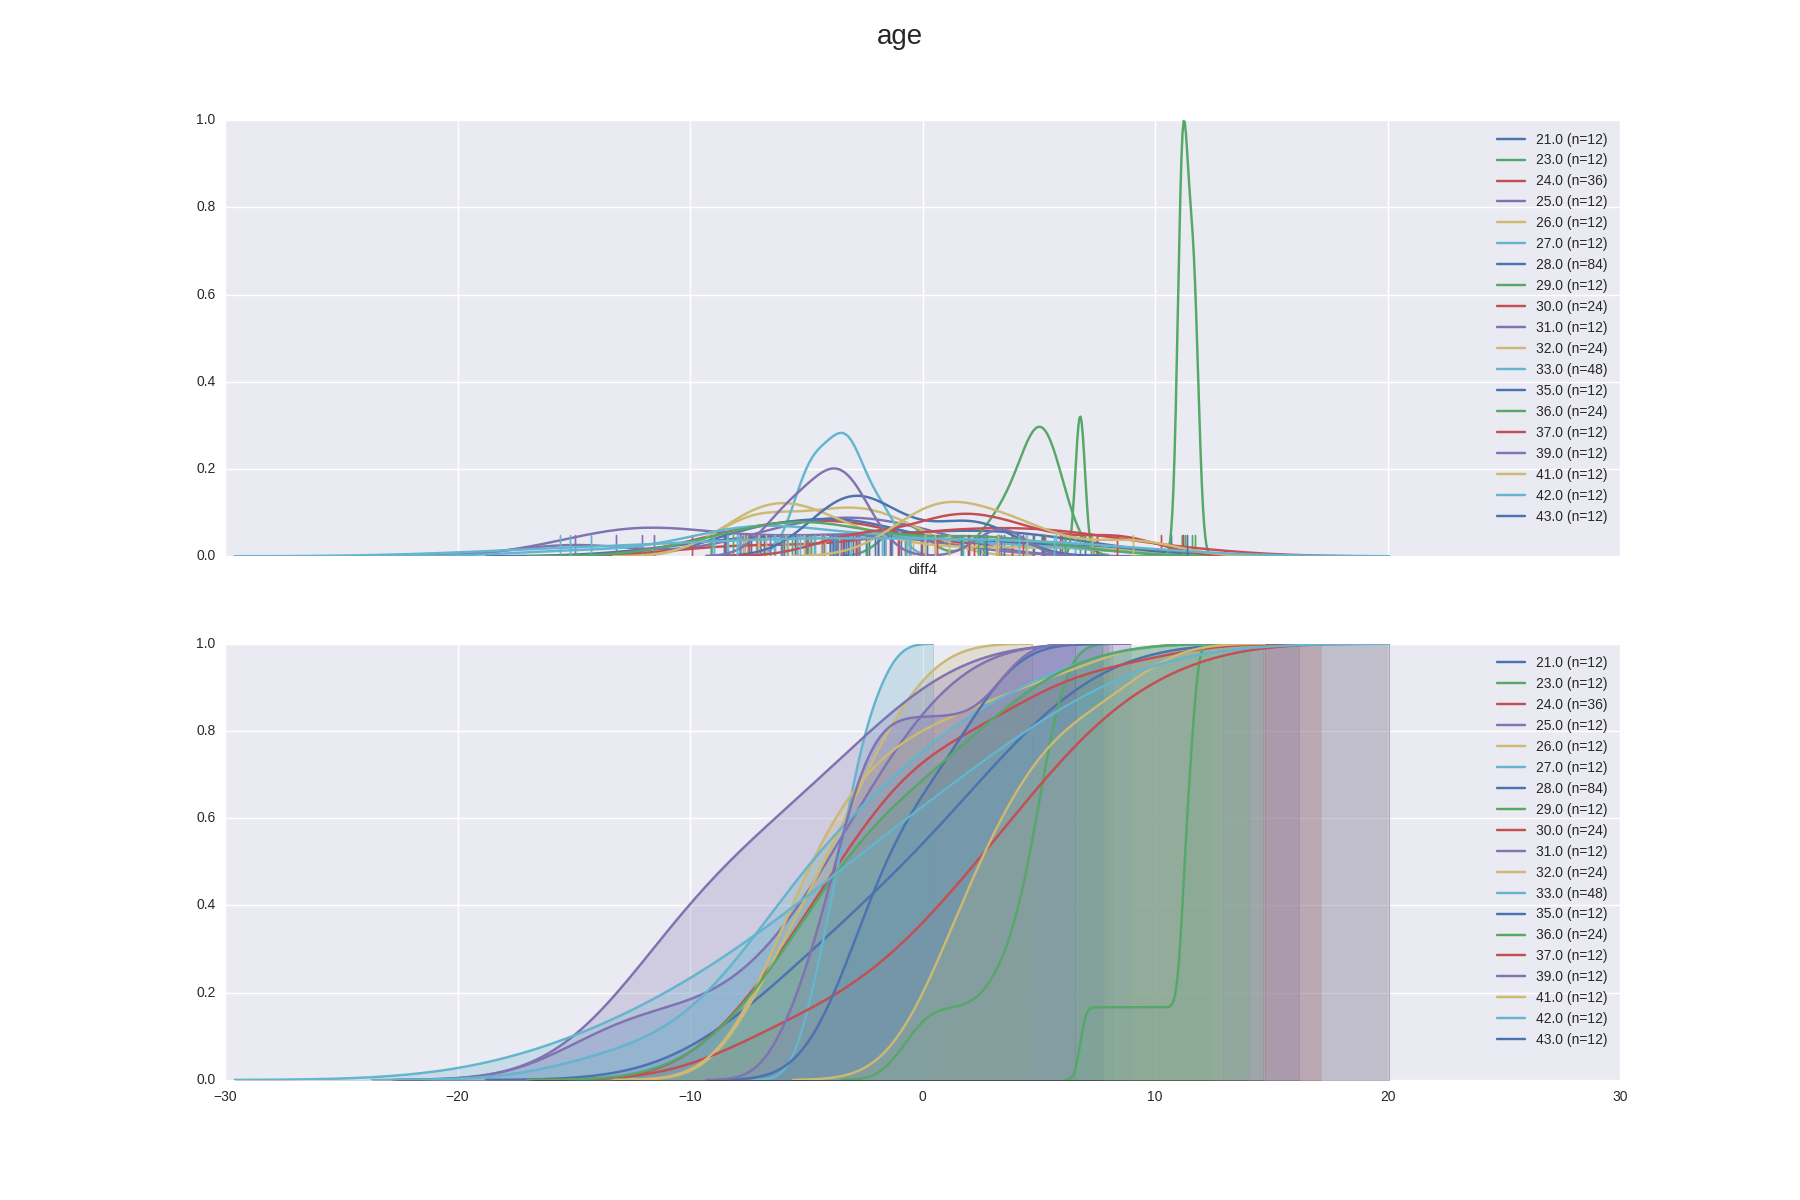 age
1.0
0.8
0.6
0.4
0.2
0.0
21.0 (n=12)
23.0 (n=12)
24.0 (n=36)
25.0 (n=12)
26.0 (n=12)
27.0 (n=12)
28.0 (n=84)
29.0 (n=12)
30.0 (n=24)
31.0 (n=12)
32.0 (n=24)
33.0 (n=48)
35.0 (n=12)
36.0 (n=24)
37.0 (n=12)
39.0 (n=12)
41.0 (n=12)
42.0 (n=12)
43.0 (n=12)
diff4
1.0
0.8
0.6
0.4
0.2
0.0
21.0 (n=12)
23.0 (n=12)
24.0 (n=36)
25.0 (n=12)
26.0 (n=12)
27.0 (n=12)
28.0 (n=84)
29.0 (n=12)
30.0 (n=24)
31.0 (n=12)
32.0 (n=24)
33.0 (n=48)
35.0 (n=12)
36.0 (n=24)
37.0 (n=12)
39.0 (n=12)
41.0 (n=12)
42.0 (n=12)
43.0 (n=12)
−30 −20 −10 0 10 20 30